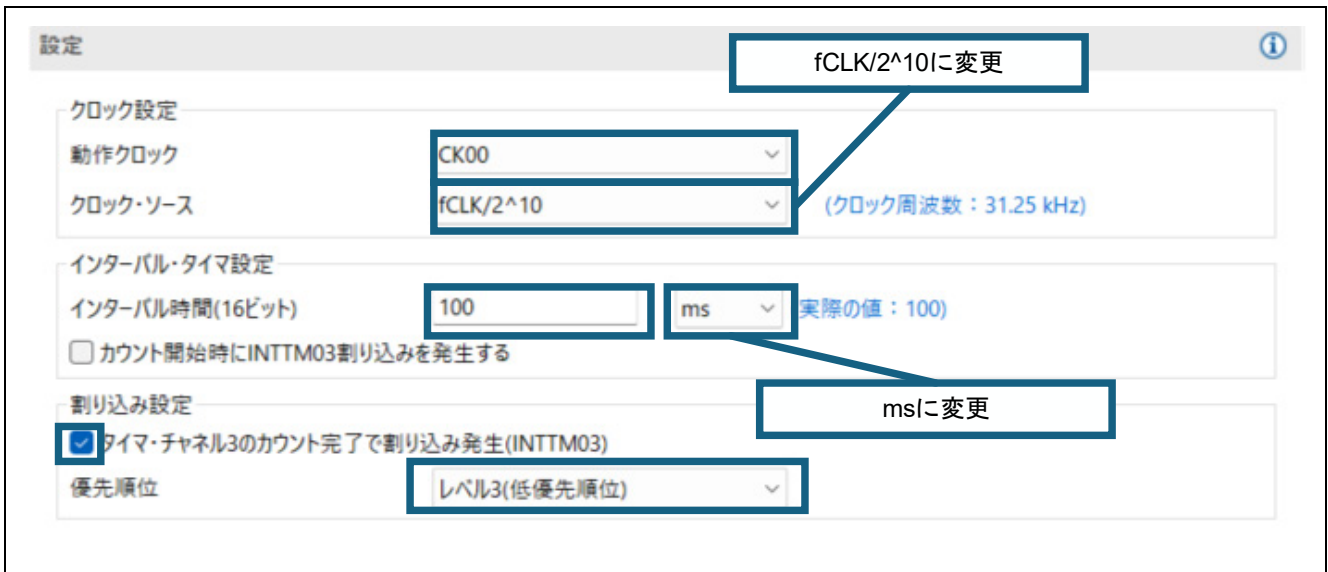 設定
fCLK/2^10に変更
クロック設定
動作クロック CK00
クロック・ソース fCLK/2^10 (クロック周波数：31.25 kHz)
インターバル・タイマ設定
インターバル時間(16ビット) 100 ms 実際の値：100)
カウント開始時にINTTM03割り込みを発生する
msに変更
割り込み設定
タイマ・チャネル3のカウント完了で割り込み発生(INTTM03)
優先順位 レベル3(低優先順位)